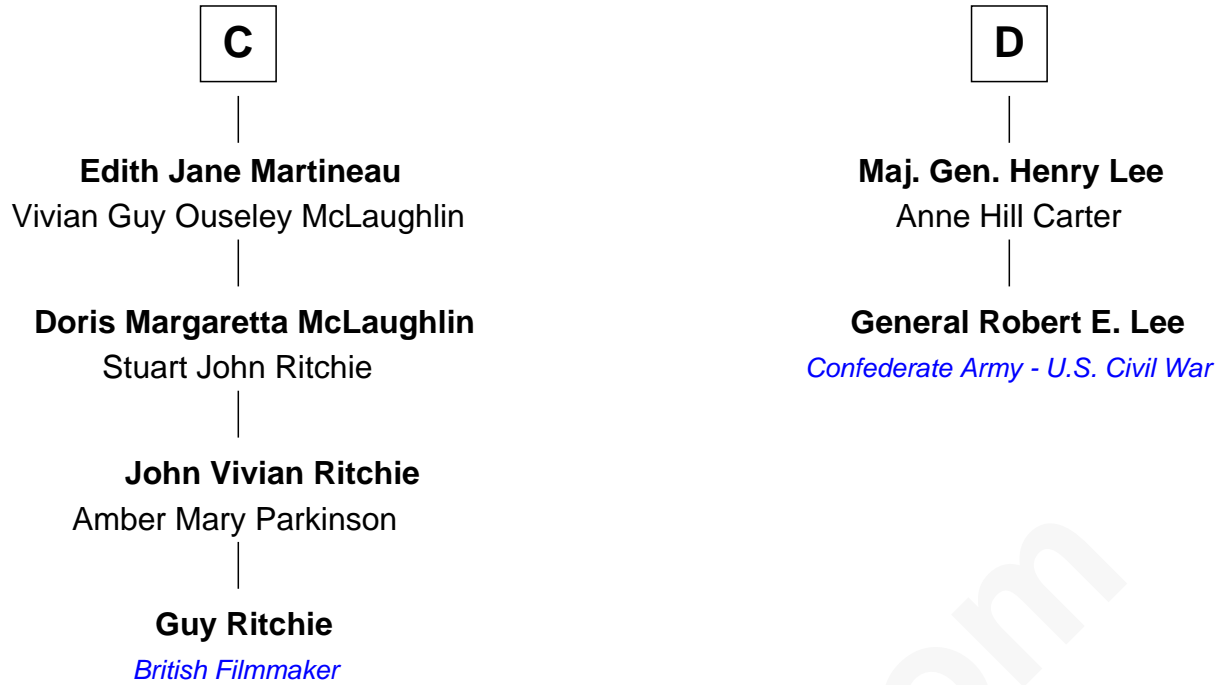 C
Edith Jane Martineau
Vivian Guy Ouseley McLaughlin
Doris Margaretta McLaughlin
Stuart John Ritchie
John Vivian Ritchie
Amber Mary Parkinson
Guy Ritchie
British Filmmaker
D
Maj. Gen. Henry Lee
Anne Hill Carter
General Robert E. Lee
Confederate Army - U.S. Civil War
om